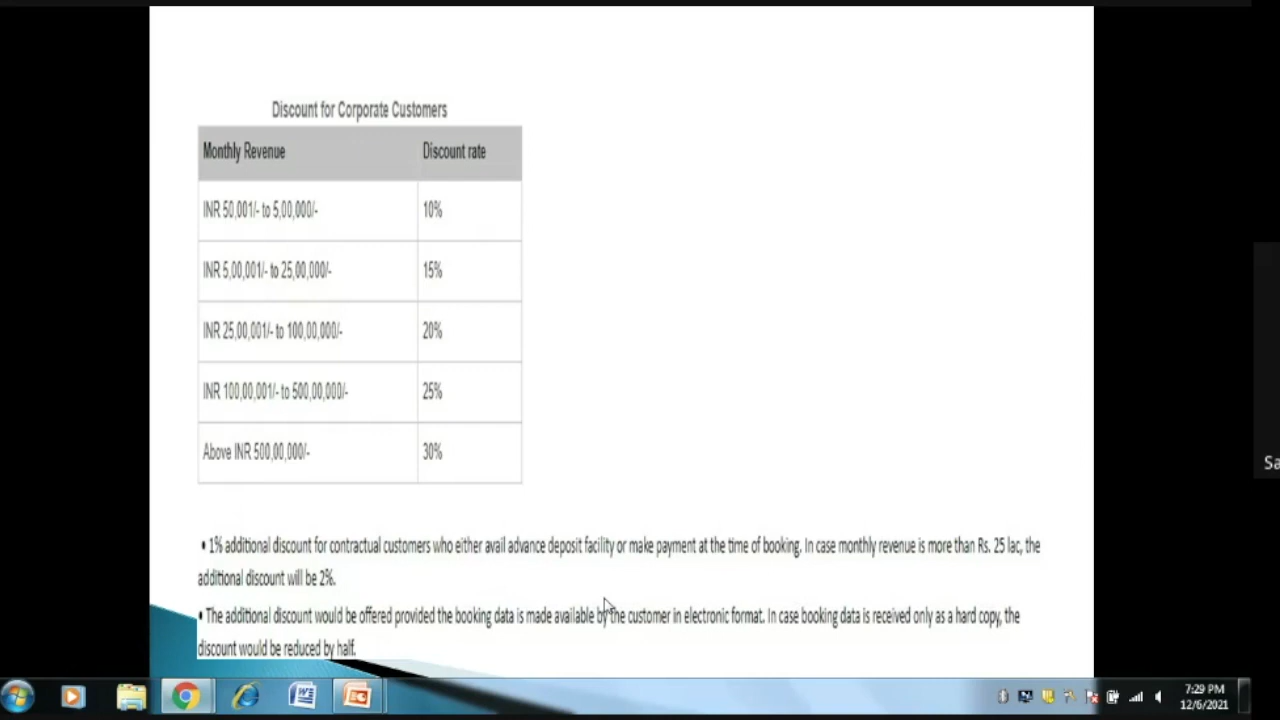 Discount for Corporate Customers
Monthly Revenue Discount rate
INR 50,001/- to 5,00,000/- 10%
INR 5,00,001/- to 25,00,000/- 15%
INR 25,00,001/- to 100,00,000/- 20%
INR 100,00,001/- to 500,00,000/- 25%
Above INR 500,00,000/- 30%
• 1% additional discount for contractual customers who either avail advance deposit facility or make payment at the time of booking. In case monthly revenue is more than Rs. 25 lac, the
additional discount will be 2%.
• The additional discount would be offered provided the booking data is made available by the customer in electronic format. In case booking data is received only as a hard copy, the
discount would be reduced by half.
Sa
7:29 PM
12/6/2021